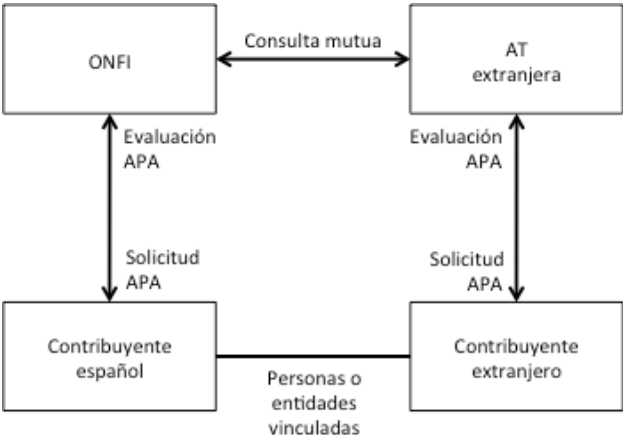 ONFI
Consulta mutua
AT
extranjera
Evaluación
APA
Evaluación
APA
Solicitud
APA
Solicitud
APA
Contribuyente
español
Contribuyente
extranjero
Personas o
entidades
vinculadas